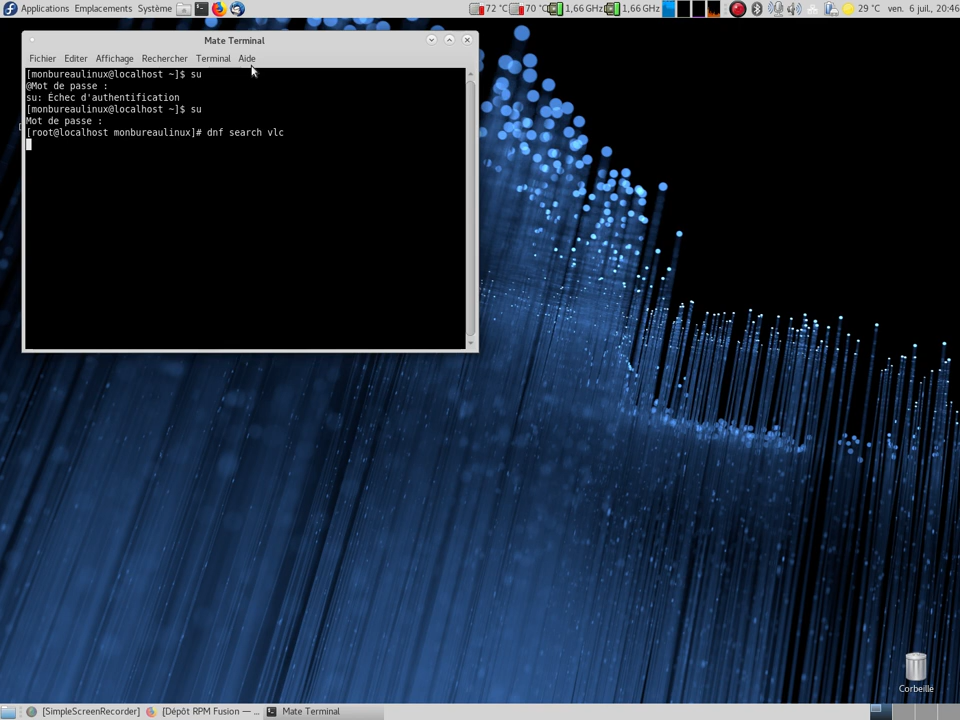 Applications Emplacements Système 72 °C 70 °C 1,66 GHz 1,66 GHz 29 °C ven. 6 juil., 20:46
Mate Terminal
Fichier Editer Affichage Rechercher Terminal Aide
[monbureaulinux@localhost ~]$ su
@Mot de passe :
su: Échec d'authentification
[monbureaulinux@localhost ~]$ su
Mot de passe :
[root@localhost monbureaulinux]# dnf search vlc
Corbeille
[SimpleScreenRecorder] [Dépôt RPM Fusion — ... Mate Terminal